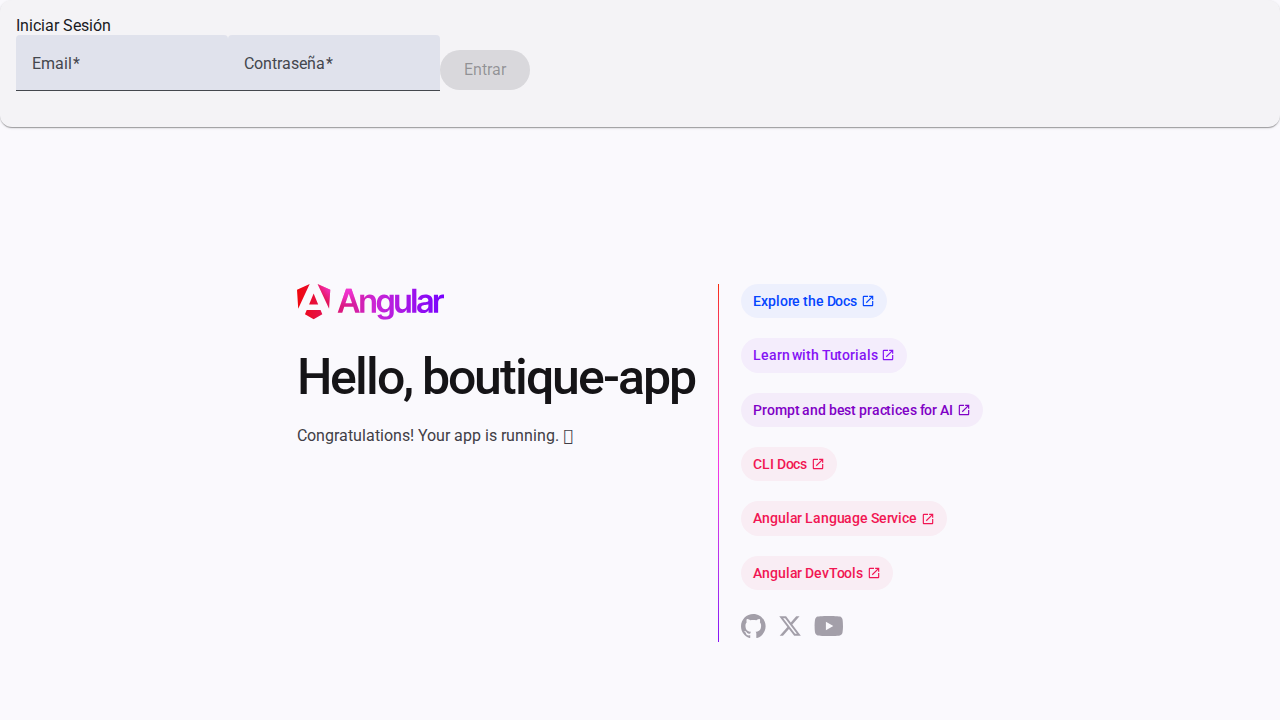 Iniciar Sesión
Email*
Contraseña*
Entrar
Angular
Hello, boutique-app
Congratulations! Your app is running.
Explore the Docs
Learn with Tutorials
Prompt and best practices for AI
CLI Docs
Angular Language Service
Angular DevTools